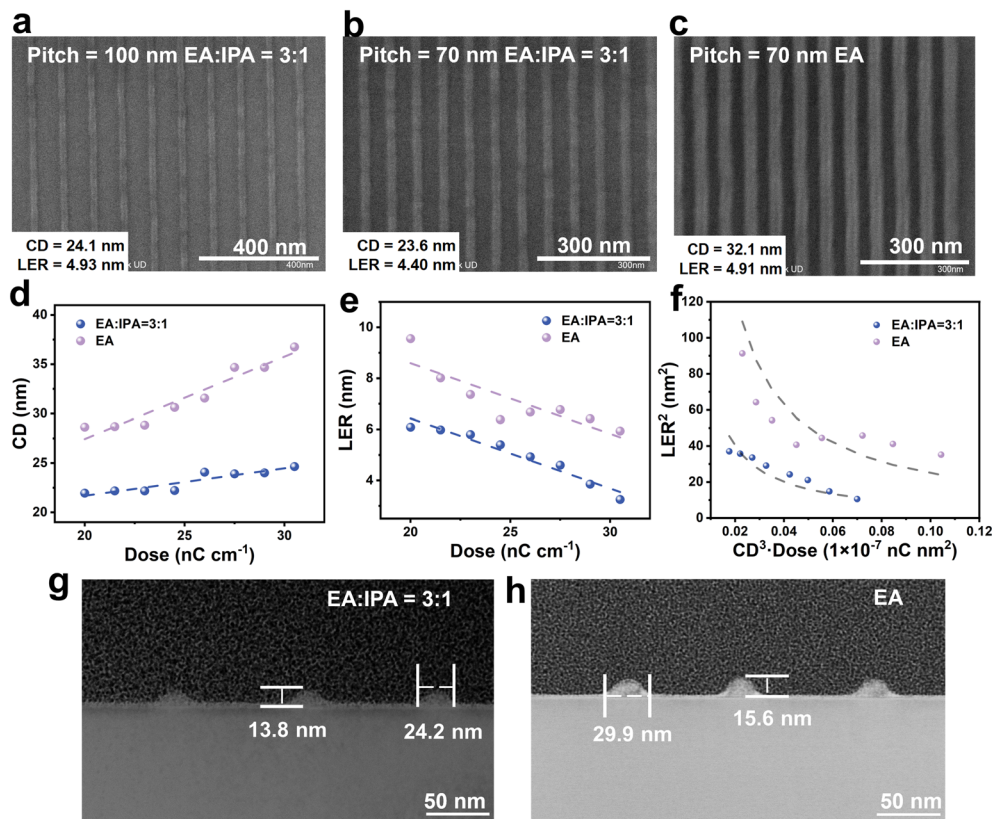 a
Pitch = 100 nm EA:IPA = 3:1
CD = 24.1 nm
LER = 4.93 nm
x UD
400 nm
400nm
b
Pitch = 70 nm EA:IPA = 3:1
CD = 23.6 nm
LER = 4.40 nm
x UD
300 nm
300nm
c
Pitch = 70 nm EA
CD = 32.1 nm
LER = 4.91 nm
x UD
300 nm
300nm
d
EA:IPA=3:1
EA
CD (nm)
40
35
30
25
20
20
25
30
Dose (nC cm⁻¹)
e
EA:IPA=3:1
EA
LER (nm)
10
8
6
4
20
25
30
Dose (nC cm⁻¹)
f
EA:IPA=3:1
EA
LER² (nm²)
120
100
80
60
40
20
0
0.02
0.04
0.06
0.08
0.10
0.12
CD³·Dose (1×10⁻⁷ nC nm²)
g
EA:IPA = 3:1
13.8 nm
24.2 nm
50 nm
h
EA
29.9 nm
15.6 nm
50 nm